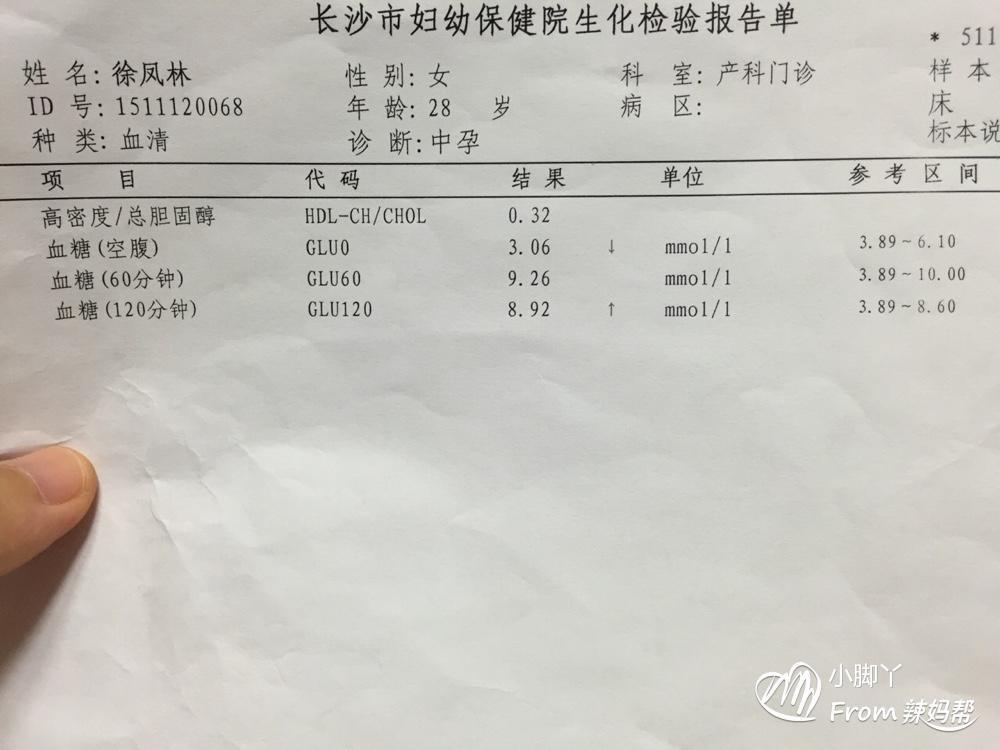 长沙市妇幼保健院生化检验报告单
* 511
姓 名: 徐凤林 性 别: 女 科 室: 产科门诊 样 本
ID 号: 1511120068 年 龄: 28 岁 病 区: 床
种 类: 血清 诊 断: 中孕 标本说
项 目 代 码 结 果 单位 参 考 区 间
高密度/总胆固醇 HDL-CH/CHOL 0.32
血糖(空腹) GLU0 3.06 ↓ mmol/l 3.89~6.10
血糖(60分钟) GLU60 9.26 mmol/l 3.89~10.00
血糖(120分钟) GLU120 8.92 ↑ mmol/l 3.89~8.60
小脚丫
From 辣妈帮